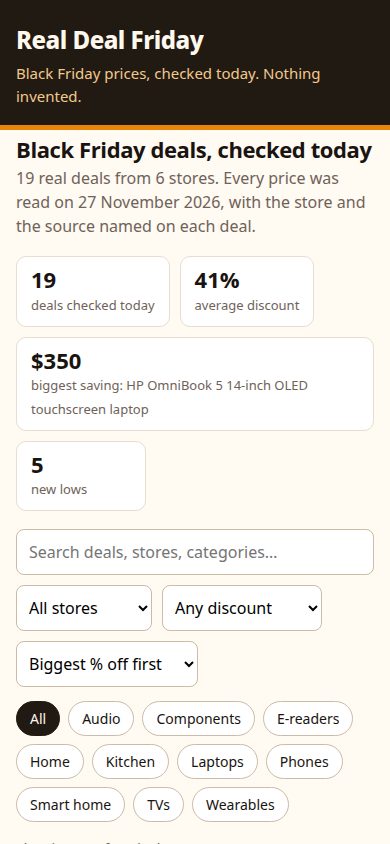 Real Deal Friday
Black Friday prices, checked today. Nothing
invented.
Black Friday deals, checked today
19 real deals from 6 stores. Every price was
read on 27 November 2026, with the store and
the source named on each deal.
19
deals checked today
41%
average discount
$350
biggest saving: HP OmniBook 5 14-inch OLED
touchscreen laptop
5
new lows
Search deals, stores, categories...
All stores
Any discount
Biggest % off first
All
Audio
Components
E-readers
Home
Kitchen
Laptops
Phones
Smart home
TVs
Wearables